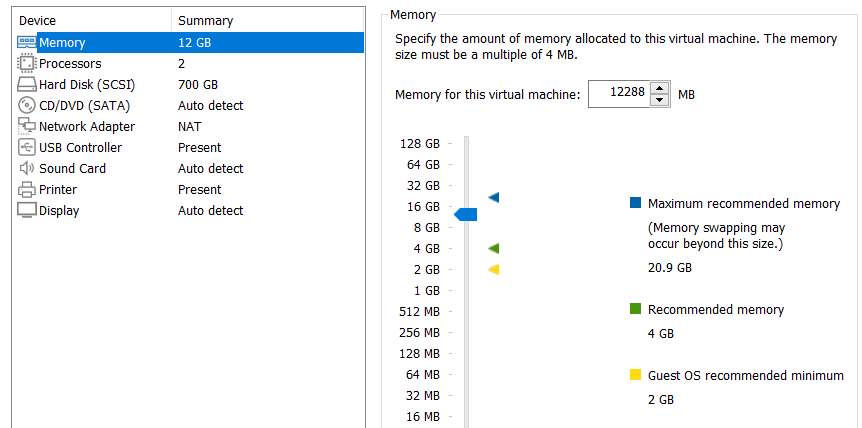 Device Summary
Memory 12 GB
Processors 2
Hard Disk (SCSI) 700 GB
CD/DVD (SATA) Auto detect
Network Adapter NAT
USB Controller Present
Sound Card Auto detect
Printer Present
Display Auto detect
Memory
Specify the amount of memory allocated to this virtual machine. The memory
size must be a multiple of 4 MB.
Memory for this virtual machine: 12288 MB
128 GB
64 GB
32 GB
16 GB
8 GB
4 GB
2 GB
1 GB
512 MB
256 MB
128 MB
64 MB
32 MB
16 MB
Maximum recommended memory
(Memory swapping may
occur beyond this size.)
20.9 GB
Recommended memory
4 GB
Guest OS recommended minimum
2 GB